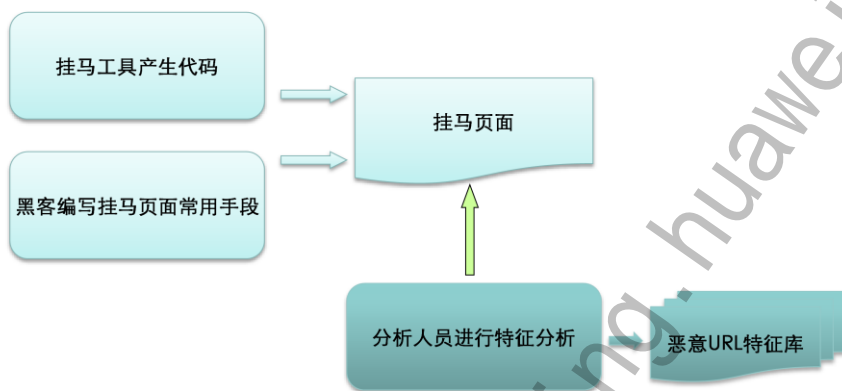 挂马工具产生代码
挂马页面
黑客编写挂马页面常用手段
分析人员进行特征分析
恶意URL特征库
ing.huawei